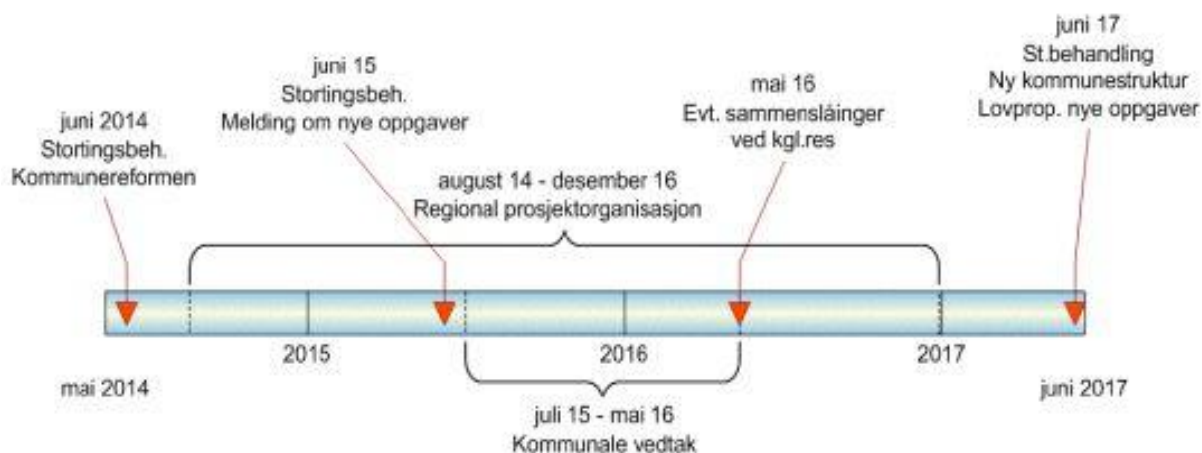 juni 2014
Stortingsbeh.
Kommunereformen
juni 15
Stortingsbeh.
Melding om nye oppgaver
august 14 - desember 16
Regional prosjektorganisasjon
mai 16
Evt. sammenslåinger
ved kgl.res
juni 17
St.behandling
Ny kommunestruktur
Lovprop. nye oppgaver
2015
2016
2017
mai 2014
juni 2017
juli 15 - mai 16
Kommunale vedtak